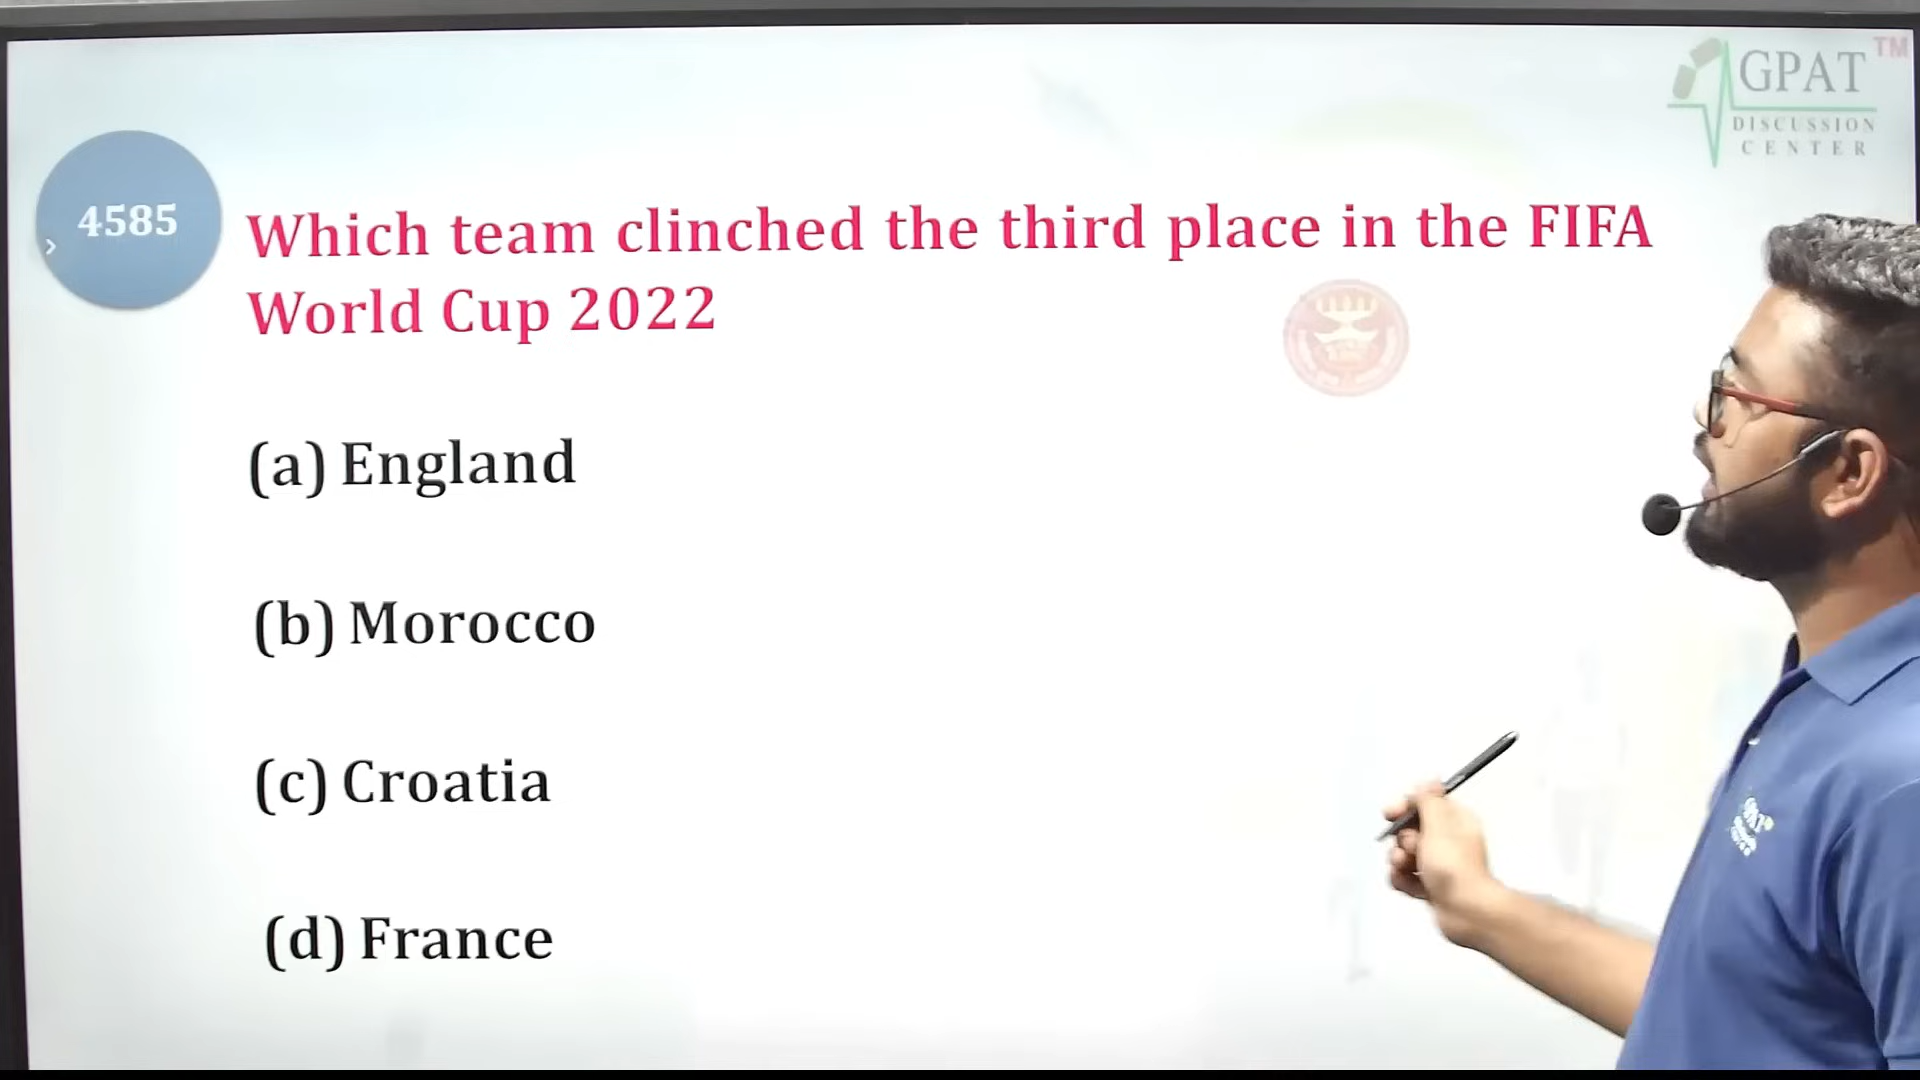 GPAT TM
DISCUSSION
CENTER
4585
Which team clinched the third place in the FIFA
World Cup 2022
(a) England
(b) Morocco
(c) Croatia
(d) France